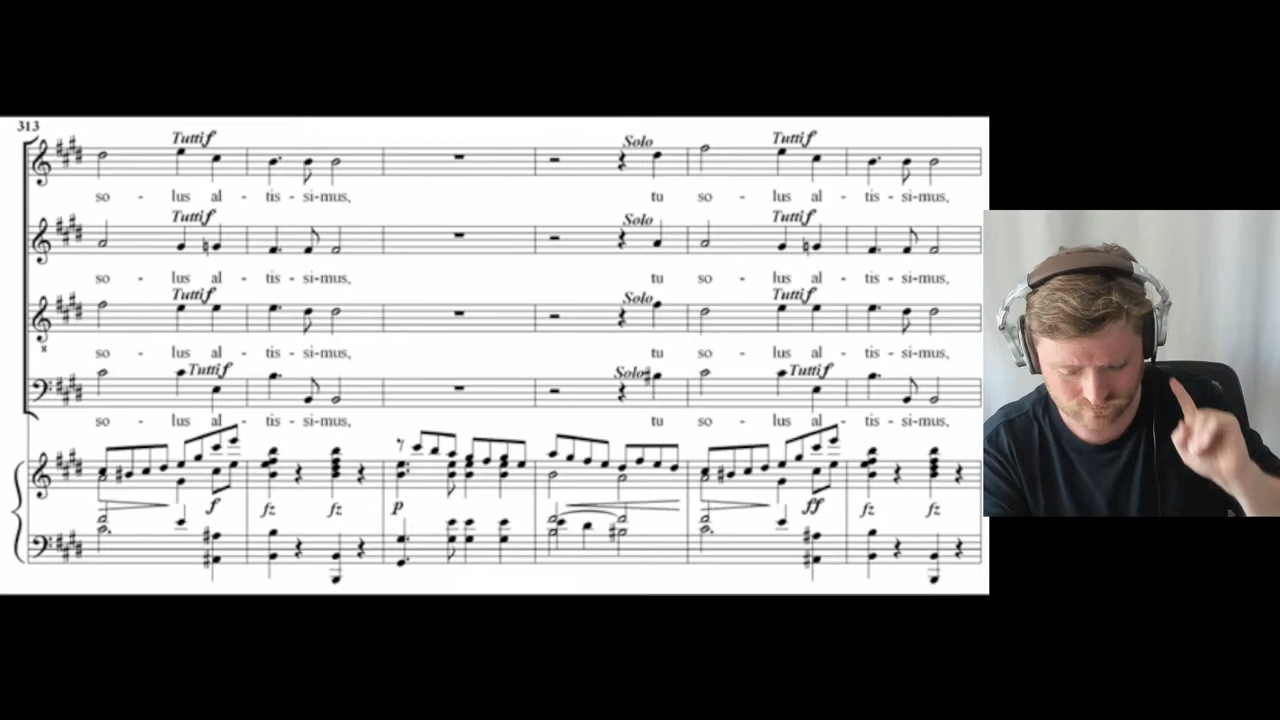 313
Tutti f
Solo
Tutti f
so - lus al - tis - si-mus, tu so - lus al - tis - si-mus,
Tutti f
Solo
Tutti f
so - lus al - tis - si-mus, tu so - lus al - tis - si-mus,
Tutti f
Solo
Tutti f
8
so - lus al - tis - si-mus, tu so - lus al - tis - si-mus,
Tutti f
Solo
Tutti f
so - lus al - tis - si-mus, tu so - lus al - tis - si-mus,
f fz fz p ff fz fz